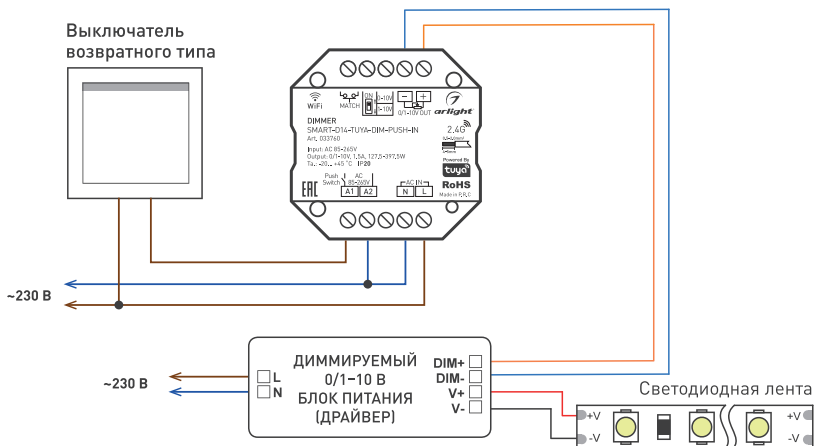 Выключатель
возвратного типа
WiFi
MATCH
ON
0-10V
1-10V
− +
0/1-10V OUT
arlight
DIMMER
SMART-D14-TUYA-DIM-PUSH-IN
Art. 033760
2.4G
Input: AC 85-265V
Output: 0/1-10V, 1,5A, 127,5-397,5W
Ta.: -20... +45 °C IP20
Powered By
tuya
RoHS
Made in P.R.C
EAC
Push
Switch
AC
85-265V
A1 A2
AC IN
N L
~230 В
~230 В
L
N
ДИММИРУЕМЫЙ
0/1–10 В
БЛОК ПИТАНИЯ
(ДРАЙВЕР)
DIM+
DIM-
V+
V-
Светодиодная лента
+V
-V
+V
-V